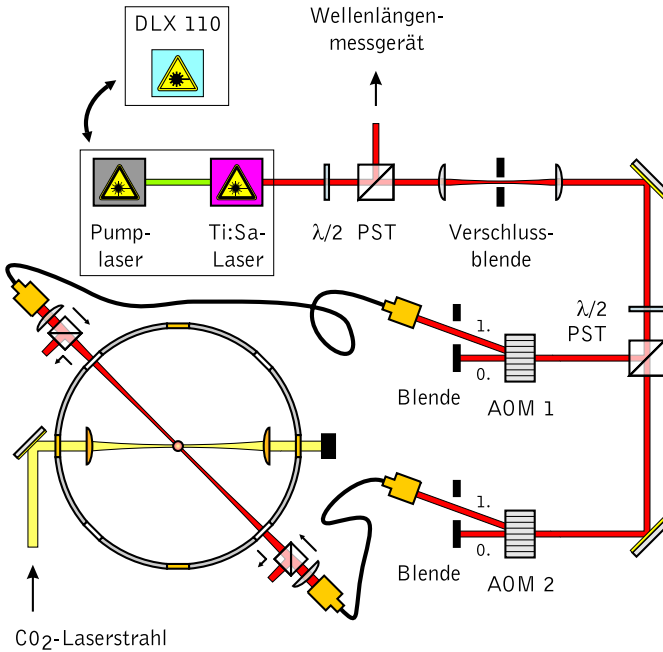 DLX 110
Wellenlängen-
messgerät
Pump-
laser
Ti:Sa-
Laser
λ/2 PST
Verschluss-
blende
λ/2
PST
1.
0.
Blende
AOM 1
1.
0.
Blende
AOM 2
CO2-Laserstrahl